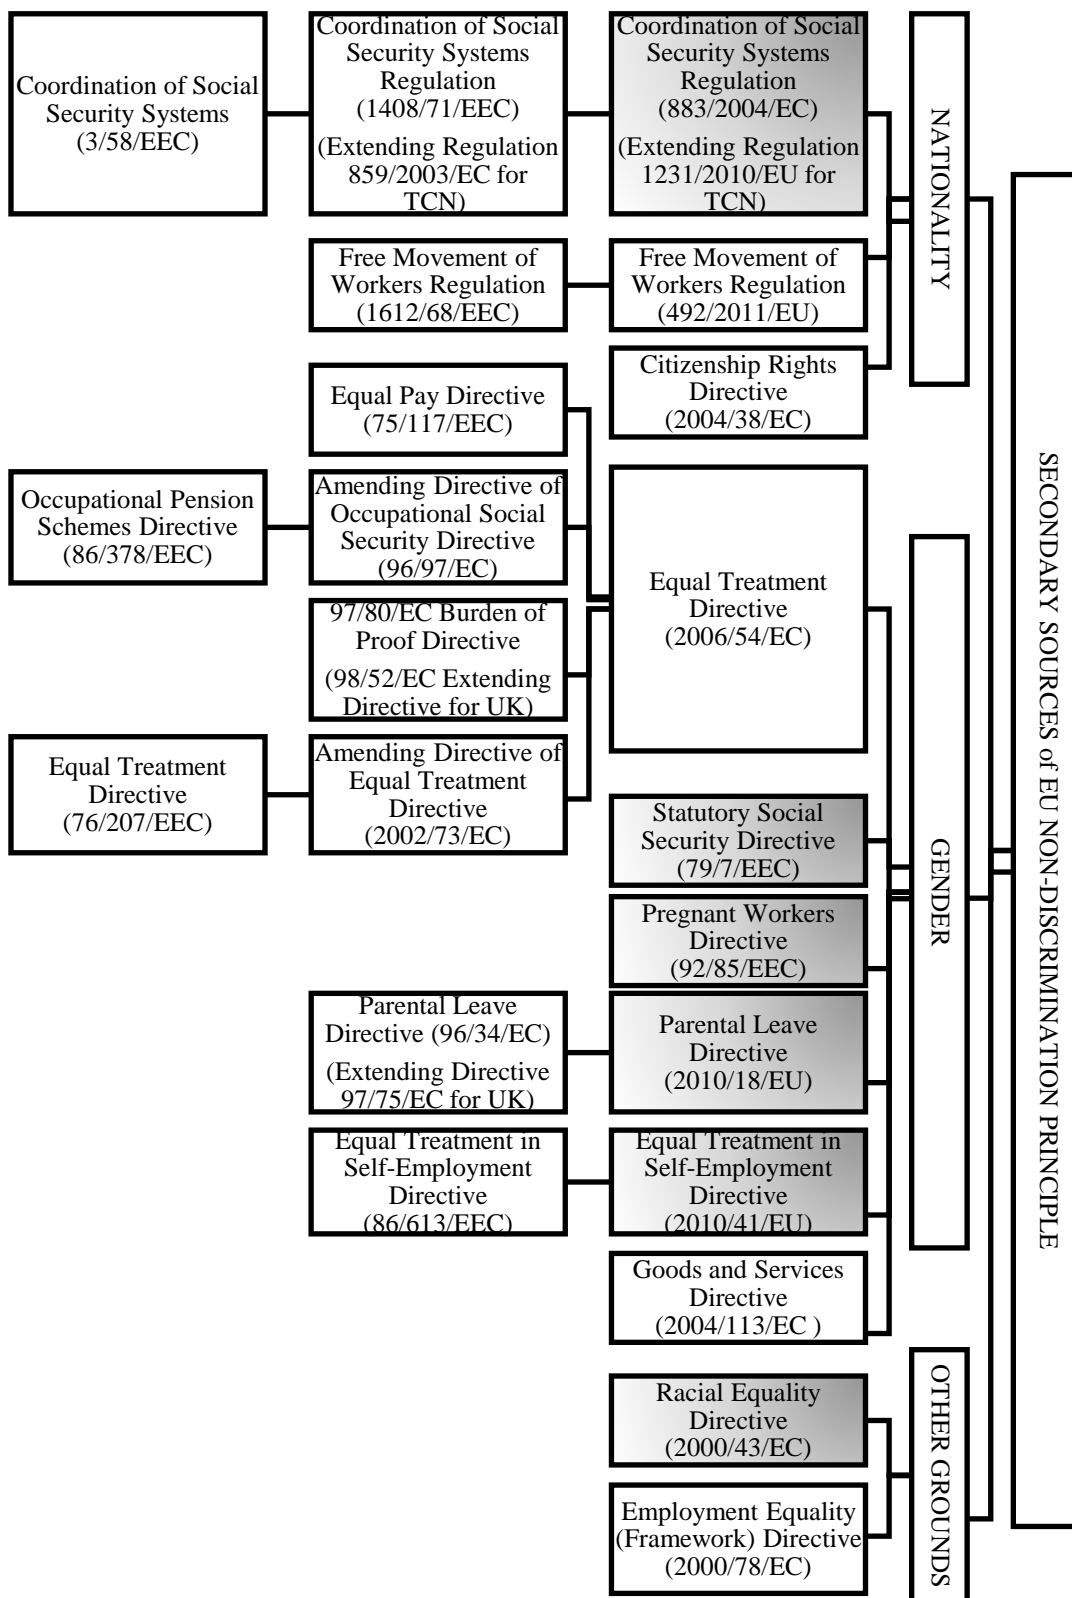 Coordination of Social
Security Systems
(3/58/EEC)
Coordination of Social
Security Systems
Regulation
(1408/71/EEC)
(Extending Regulation
859/2003/EC for
TCN)
Coordination of Social
Security Systems
Regulation
(883/2004/EC)
(Extending Regulation
1231/2010/EU for
TCN)
NATIONALITY
Free Movement of
Workers Regulation
(1612/68/EEC)
Free Movement of
Workers Regulation
(492/2011/EU)
Citizenship Rights
Directive
(2004/38/EC)
Equal Pay Directive
(75/117/EEC)
Occupational Pension
Schemes Directive
(86/378/EEC)
Amending Directive of
Occupational Social
Security Directive
(96/97/EC)
97/80/EC Burden of
Proof Directive
(98/52/EC Extending
Directive for UK)
Equal Treatment
Directive
(76/207/EEC)
Amending Directive of
Equal Treatment
Directive
(2002/73/EC)
Equal Treatment
Directive
(2006/54/EC)
GENDER
Statutory Social
Security Directive
(79/7/EEC)
Pregnant Workers
Directive
(92/85/EEC)
Parental Leave
Directive (96/34/EC)
(Extending Directive
97/75/EC for UK)
Parental Leave
Directive
(2010/18/EU)
Equal Treatment in
Self-Employment
Directive
(86/613/EEC)
Equal Treatment in
Self-Employment
Directive
(2010/41/EU)
Goods and Services
Directive
(2004/113/EC )
Racial Equality
Directive
(2000/43/EC)
Employment Equality
(Framework) Directive
(2000/78/EC)
OTHER GROUNDS
SECONDARY SOURCES of EU NON-DISCRIMINATION PRINCIPLE